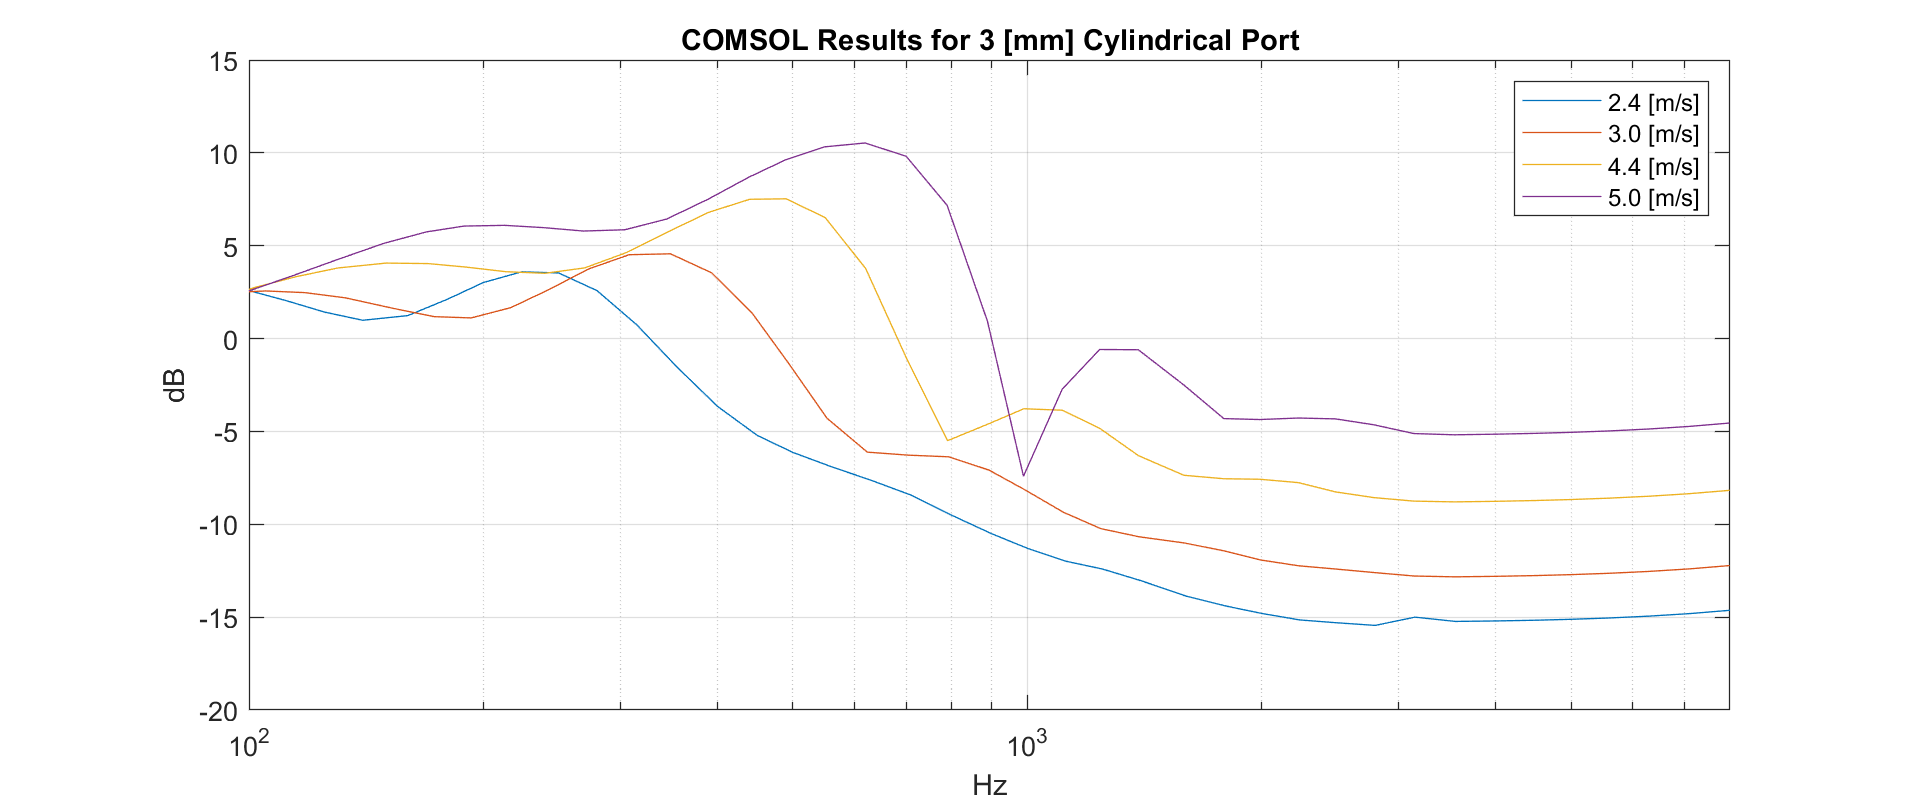 COMSOL Results for 3 [mm] Cylindrical Port
15
10
5
0
-5
-10
-15
-20
dB
10^2
10^3
Hz
2.4 [m/s]
3.0 [m/s]
4.4 [m/s]
5.0 [m/s]